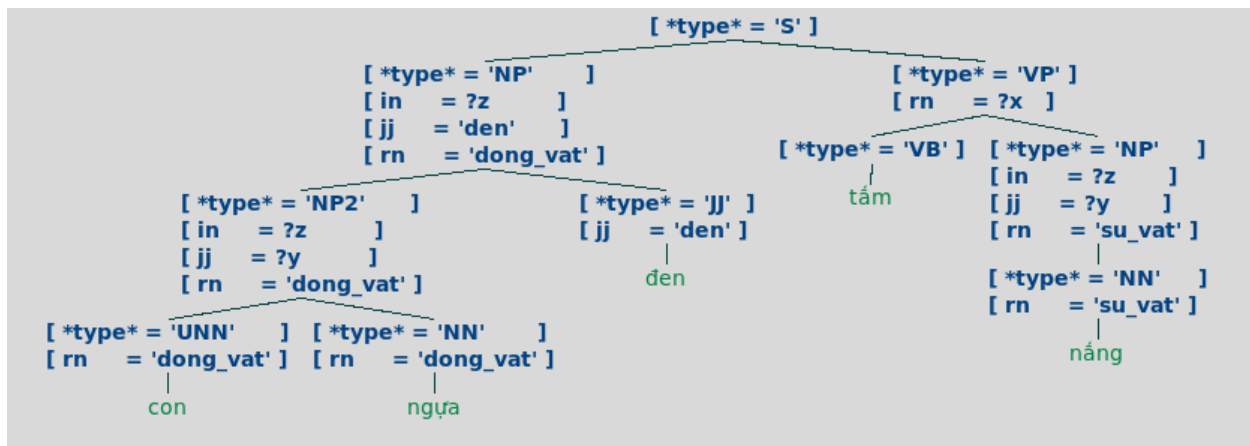 [ *type* = 'S' ]
[ *type* = 'NP' ] [ *type* = 'VP' ]
[ in = ?z ] [ rn = ?x ]
[ jj = 'den' ]
[ rn = 'dong_vat' ]
[ *type* = 'VB' ] [ *type* = 'NP' ]
tắm [ in = ?z ]
[ jj = ?y ]
[ rn = 'su_vat' ]
[ *type* = 'NP2' ] [ *type* = 'JJ' ]
[ in = ?z ] [ jj = 'den' ]
[ jj = ?y ] đen
[ rn = 'dong_vat' ]
[ *type* = 'NN' ]
[ rn = 'su_vat' ]
nắng
[ *type* = 'UNN' ] [ *type* = 'NN' ]
[ rn = 'dong_vat' ] [ rn = 'dong_vat' ]
con ngựa